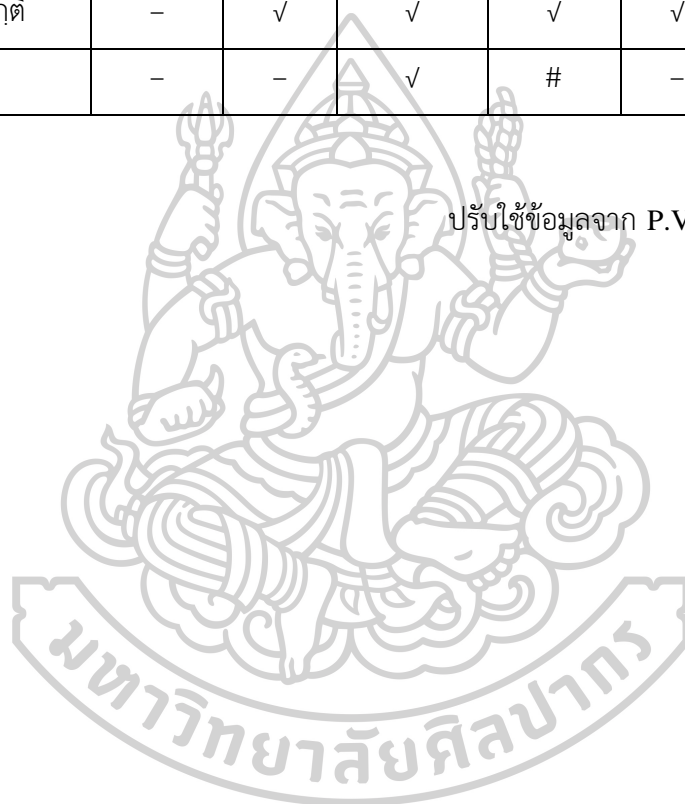 – √ √ √ √
– – √ # –
ปรับใช้ข้อมูลจาก P.V
มหาวิทยาลัยศิลปากร